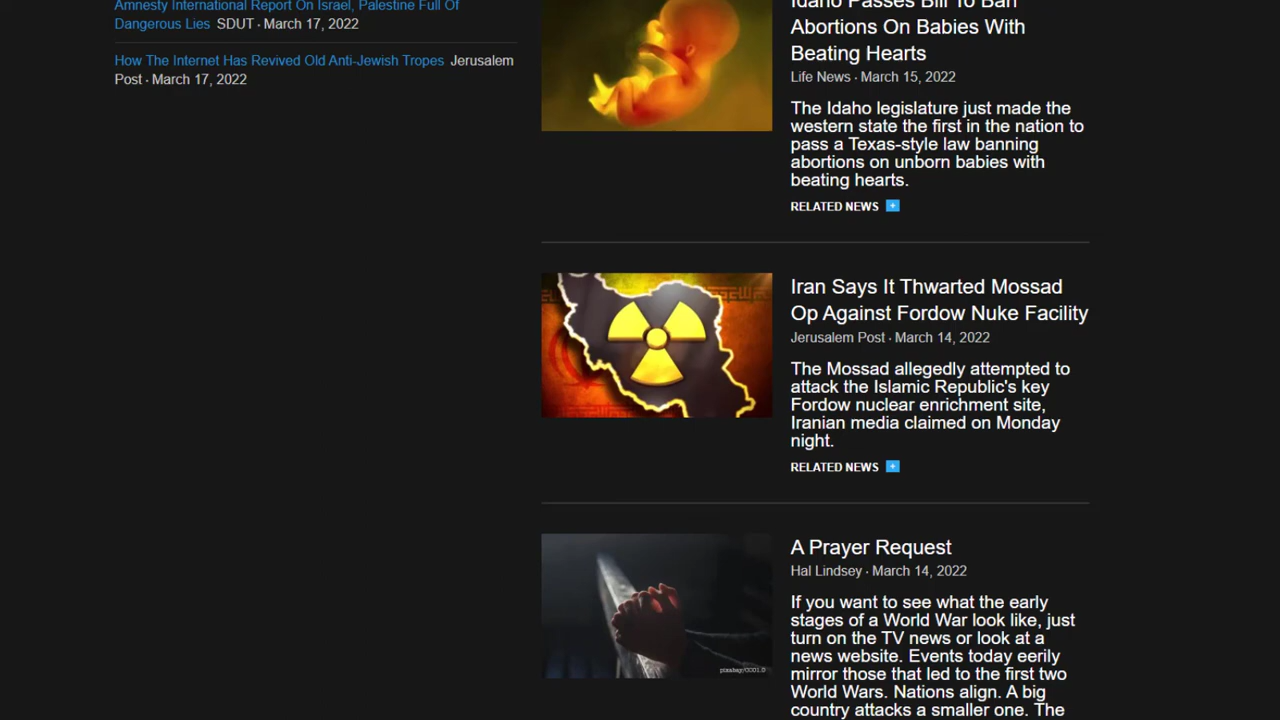 Amnesty International Report On Israel, Palestine Full Of
Dangerous Lies SDUT · March 17, 2022
How The Internet Has Revived Old Anti-Jewish Tropes Jerusalem
Post · March 17, 2022
Idaho Passes Bill To Ban
Abortions On Babies With
Beating Hearts
Life News · March 15, 2022
The Idaho legislature just made the
western state the first in the nation to
pass a Texas-style law banning
abortions on unborn babies with
beating hearts.
RELATED NEWS +
Iran Says It Thwarted Mossad
Op Against Fordow Nuke Facility
Jerusalem Post · March 14, 2022
The Mossad allegedly attempted to
attack the Islamic Republic's key
Fordow nuclear enrichment site,
Iranian media claimed on Monday
night.
RELATED NEWS +
pixabay/CC1.0
A Prayer Request
Hal Lindsey · March 14, 2022
If you want to see what the early
stages of a World War look like, just
turn on the TV news or look at a
news website. Events today eerily
mirror those that led to the first two
World Wars. Nations align. A big
country attacks a smaller one. The